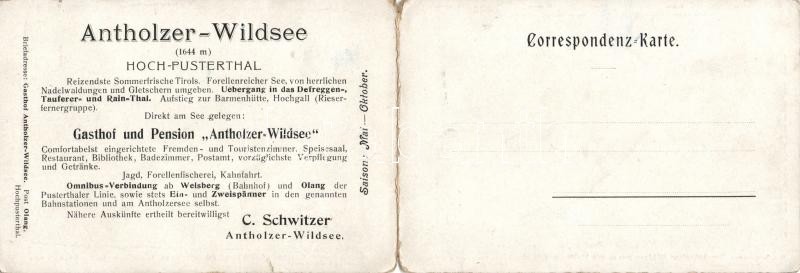 Antholzer-Wildsee
(1644 m)
HOCH-PUSTERTHAL
Reizendste Sommerfrische Tirols. Forellenreicher See, von herrlichen
Nadelwaldungen und Gletschern umgeben. Uebergang in das Defreggen-,
Tauferer- und Rain-Thal. Aufstieg zur Barmenhütte, Hochgall (Rieser-
fernergruppe).
Direkt am See gelegen:
Gasthof und Pension „Antholzer-Wildsee"
Comfortabelst eingerichtete Fremden- und Touristenzimmer. Speisesaal,
Restaurant, Bibliothek, Badezimmer, Postamt, vorzüglichste Verpflegung
und Getränke.
Jagd, Forellenfischerei, Kahnfahrt.
Omnibus-Verbindung ab Welsberg (Bahnhof) und Olang der
Pusterthaler Linie, sowie stets Ein- und Zweispänner in den genannten
Bahnstationen und am Antholzersee selbst.
Nähere Auskünfte ertheilt bereitwilligst
C. Schwitzer
Antholzer-Wildsee.
Briefadresse: Gasthof Antholzer-Wildsee, Post Olang,
Hochpusterthal.
Saison: Mai—Oktober.
Correspondenz-Karte.